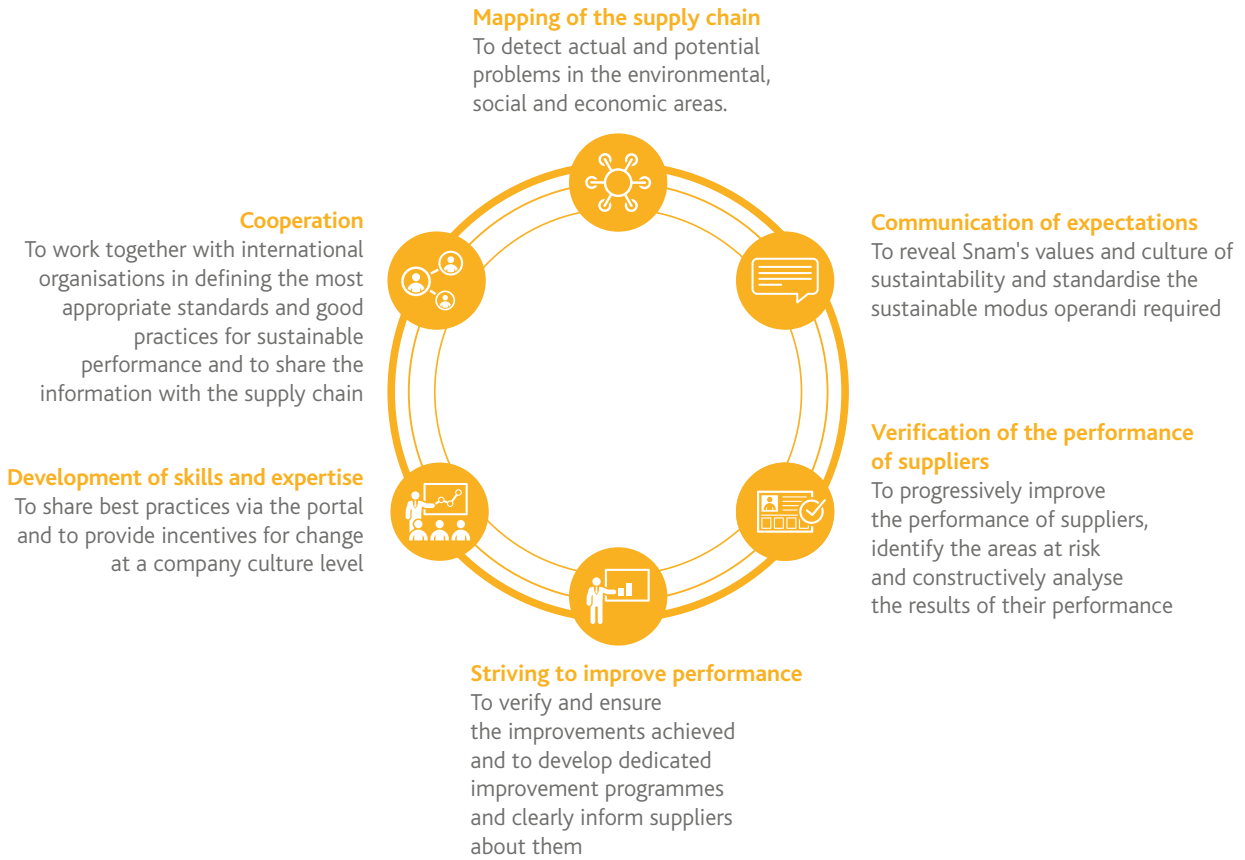 Mapping of the supply chain
To detect actual and potential
problems in the environmental,
social and economic areas.
Communication of expectations
To reveal Snam's values and culture of
sustaintability and standardise the
sustainable modus operandi required
Verification of the performance
of suppliers
To progressively improve
the performance of suppliers,
identify the areas at risk
and constructively analyse
the results of their performance
Striving to improve performance
To verify and ensure
the improvements achieved
and to develop dedicated
improvement programmes
and clearly inform suppliers
about them
Development of skills and expertise
To share best practices via the portal
and to provide incentives for change
at a company culture level
Cooperation
To work together with international
organisations in defining the most
appropriate standards and good
practices for sustainable
performance and to share the
information with the supply chain